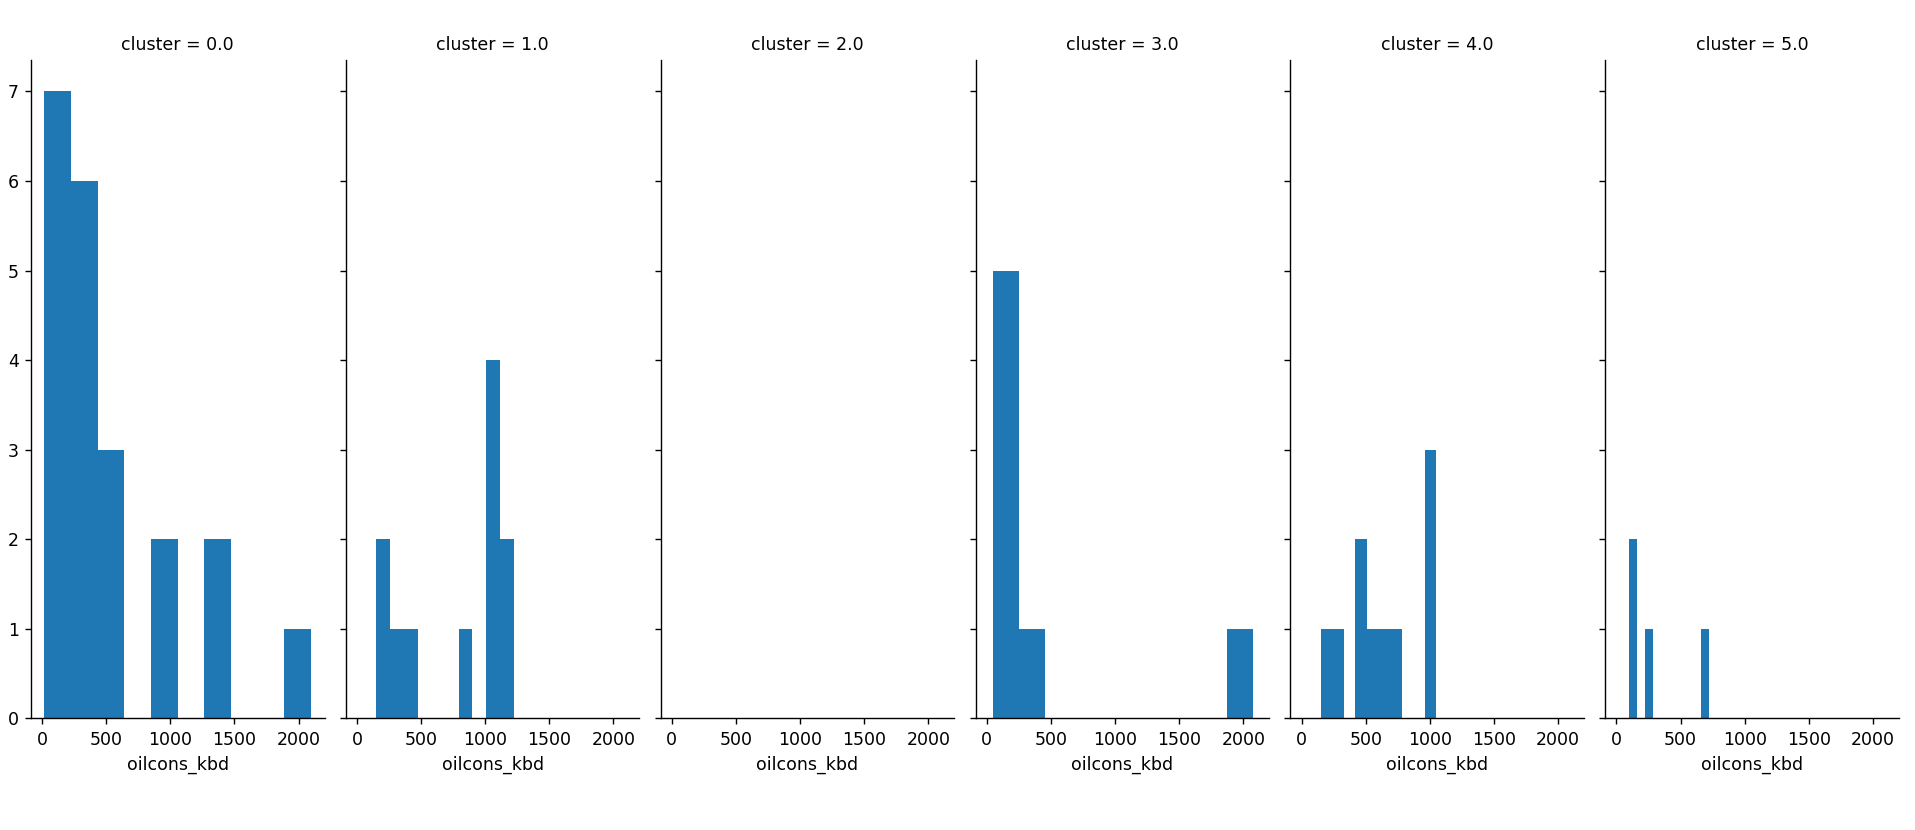 cluster = 0.0
cluster = 1.0
cluster = 2.0
cluster = 3.0
cluster = 4.0
cluster = 5.0
7
6
5
4
3
2
1
0
0 500 1000 1500 2000
0 500 1000 1500 2000
0 500 1000 1500 2000
0 500 1000 1500 2000
0 500 1000 1500 2000
0 500 1000 1500 2000
oilcons_kbd
oilcons_kbd
oilcons_kbd
oilcons_kbd
oilcons_kbd
oilcons_kbd